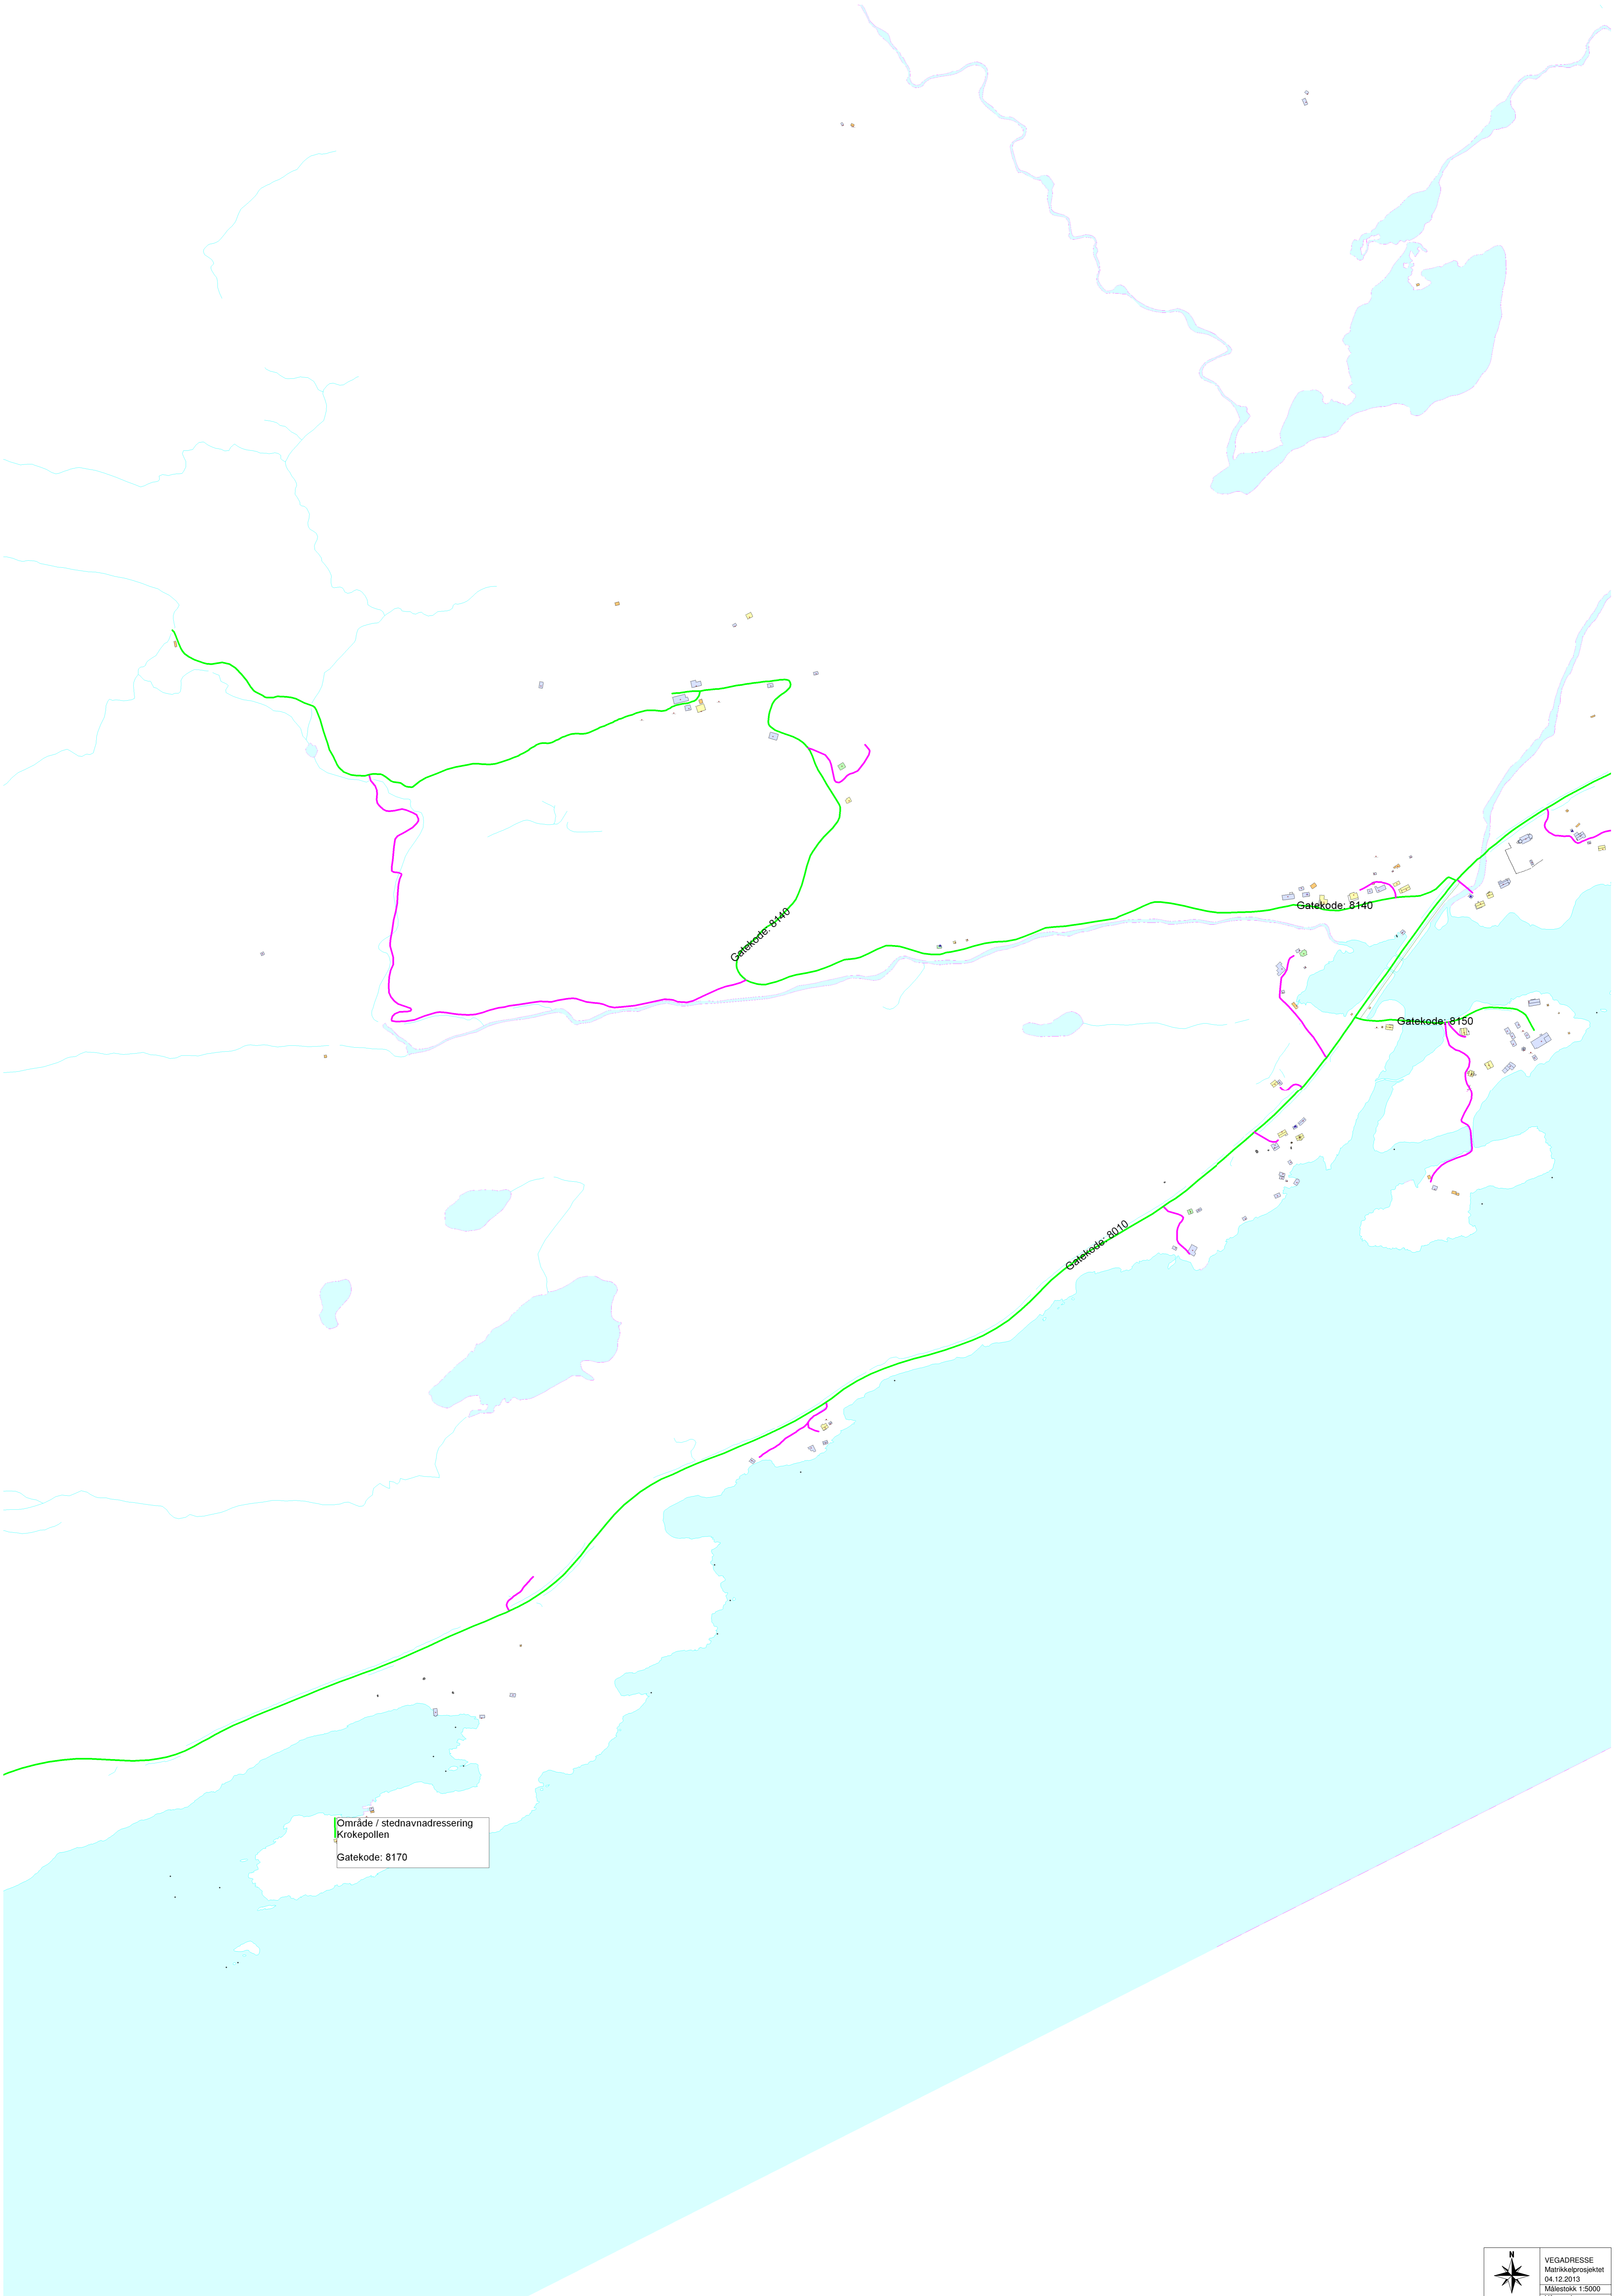 Gatekode: 8140
Gatekode: 8140
Gatekode: 8150
Gatekode: 8010
Område / stednavnadressering
Krokepollen
Gatekode: 8170
N
VEGADRESSE
Matrikkelprosjektet
04.12.2013
Målestokk 1:5000